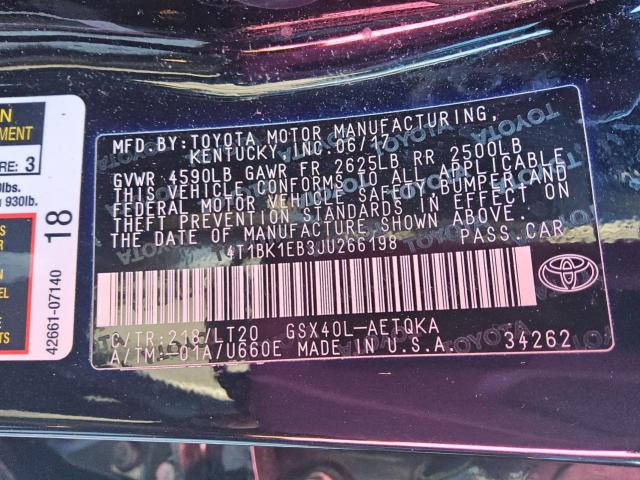 N
MENT
RE: 3
lbs.
930lb.
18
42661-07140
MFD BY: TOYOTA MOTOR MANUFACTURING,
KENTUCKY, INC. 06/17
GVWR 4590LB GAWR FR 2625LB RR 2500LB
THIS VEHICLE CONFORMS TO ALL APPLICABLE
FEDERAL MOTOR VEHICLE SAFETY, BUMPER AND
THEFT PREVENTION STANDARDS IN EFFECT ON
THE DATE OF MANUFACTURE SHOWN ABOVE.
4T1BK1EB3JU266198 PASS.CAR
C/TR:218/LT20 GSX40L-AETQKA
A/TM:-01A/U660E MADE IN U.S.A. 34262